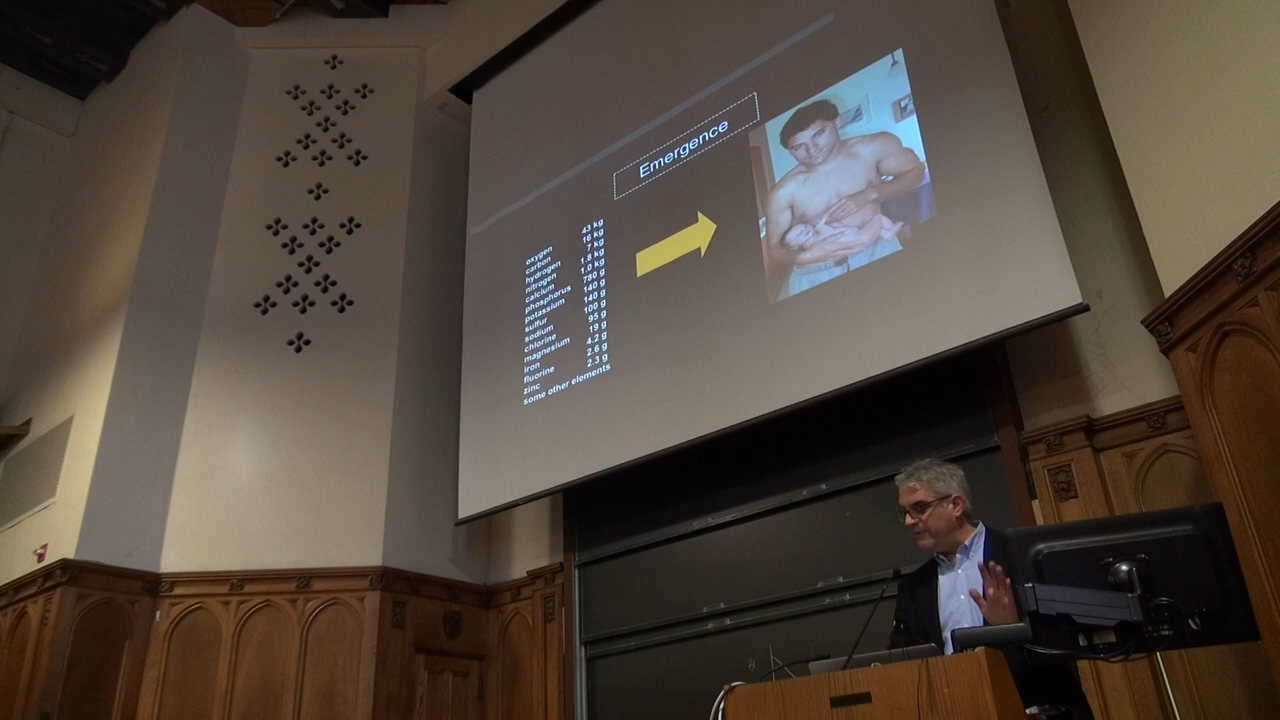 Emergence
oxygen 43 kg
carbon 16 kg
hydrogen 7 kg
nitrogen 1.8 kg
calcium 1.0 kg
phosphorus 780 g
potassium 140 g
sulfur 140 g
sodium 100 g
chlorine 95 g
magnesium 19 g
iron 4.2 g
fluorine 2.6 g
zinc 2.3 g
some other elements